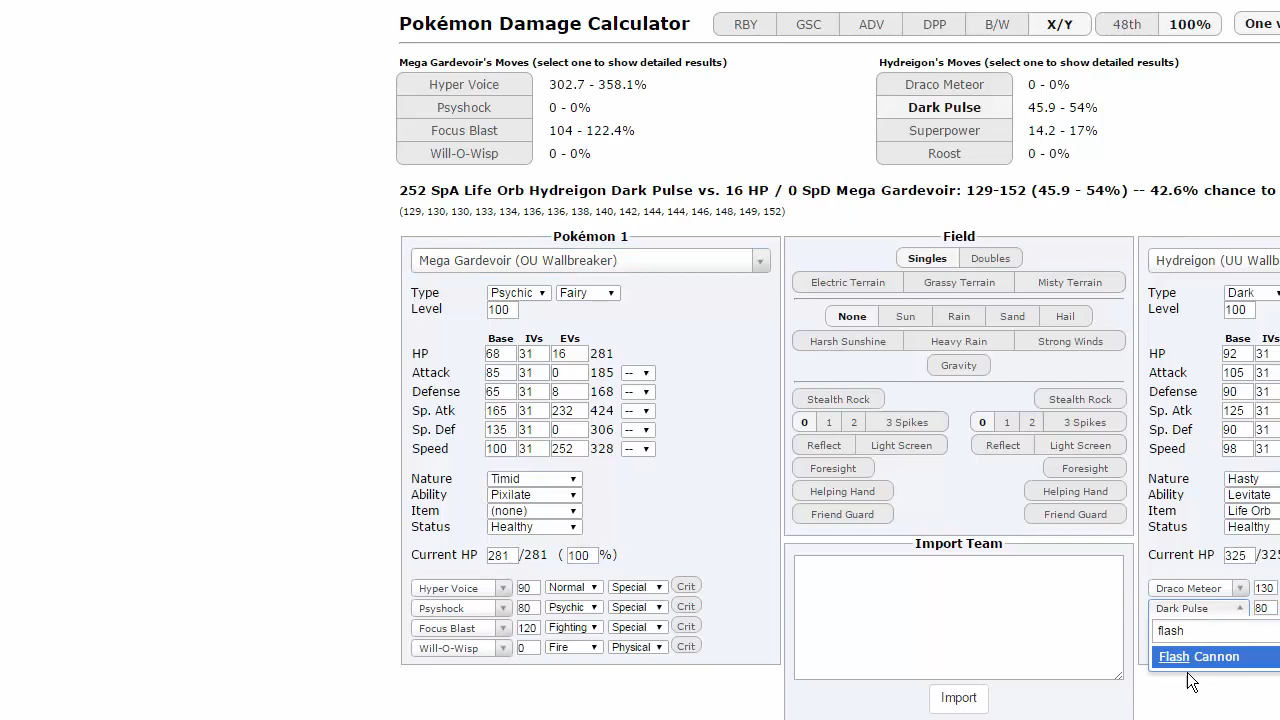 Pokémon Damage Calculator RBY GSC ADV DPP B/W X/Y 48th 100% One v
Mega Gardevoir's Moves (select one to show detailed results) Hydreigon's Moves (select one to show detailed results)
Hyper Voice 302.7 - 358.1% Draco Meteor 0 - 0%
Psyshock 0 - 0% Dark Pulse 45.9 - 54%
Focus Blast 104 - 122.4% Superpower 14.2 - 17%
Will-O-Wisp 0 - 0% Roost 0 - 0%
252 SpA Life Orb Hydreigon Dark Pulse vs. 16 HP / 0 SpD Mega Gardevoir: 129-152 (45.9 - 54%) -- 42.6% chance to
(129, 130, 130, 133, 134, 136, 136, 138, 140, 142, 144, 144, 146, 148, 149, 152)
Pokémon 1
Mega Gardevoir (OU Wallbreaker)
Type Psychic Fairy
Level 100
Base IVs EVs
HP 68 31 16 281
Attack 85 31 0 185 --
Defense 65 31 8 168 --
Sp. Atk 165 31 232 424 --
Sp. Def 135 31 0 306 --
Speed 100 31 252 328 --
Nature Timid
Ability Pixilate
Item (none)
Status Healthy
Current HP 281 /281 ( 100 %)
Hyper Voice 90 Normal Special Crit
Psyshock 80 Psychic Special Crit
Focus Blast 120 Fighting Special Crit
Will-O-Wisp 0 Fire Physical Crit
Field
Singles Doubles
Electric Terrain Grassy Terrain Misty Terrain
None Sun Rain Sand Hail
Harsh Sunshine Heavy Rain Strong Winds
Gravity
Stealth Rock Stealth Rock
0 1 2 3 Spikes 0 1 2 3 Spikes
Reflect Light Screen Reflect Light Screen
Foresight Foresight
Helping Hand Helping Hand
Friend Guard Friend Guard
Import Team
Import
Hydreigon (UU Wallb
Type Dark
Level 100
Base IVs
HP 92 31
Attack 105 31
Defense 90 31
Sp. Atk 125 31
Sp. Def 90 31
Speed 98 31
Nature Hasty
Ability Levitate
Item Life Orb
Status Healthy
Current HP 325 /325
Draco Meteor 130
Dark Pulse 80
flash
Flash Cannon